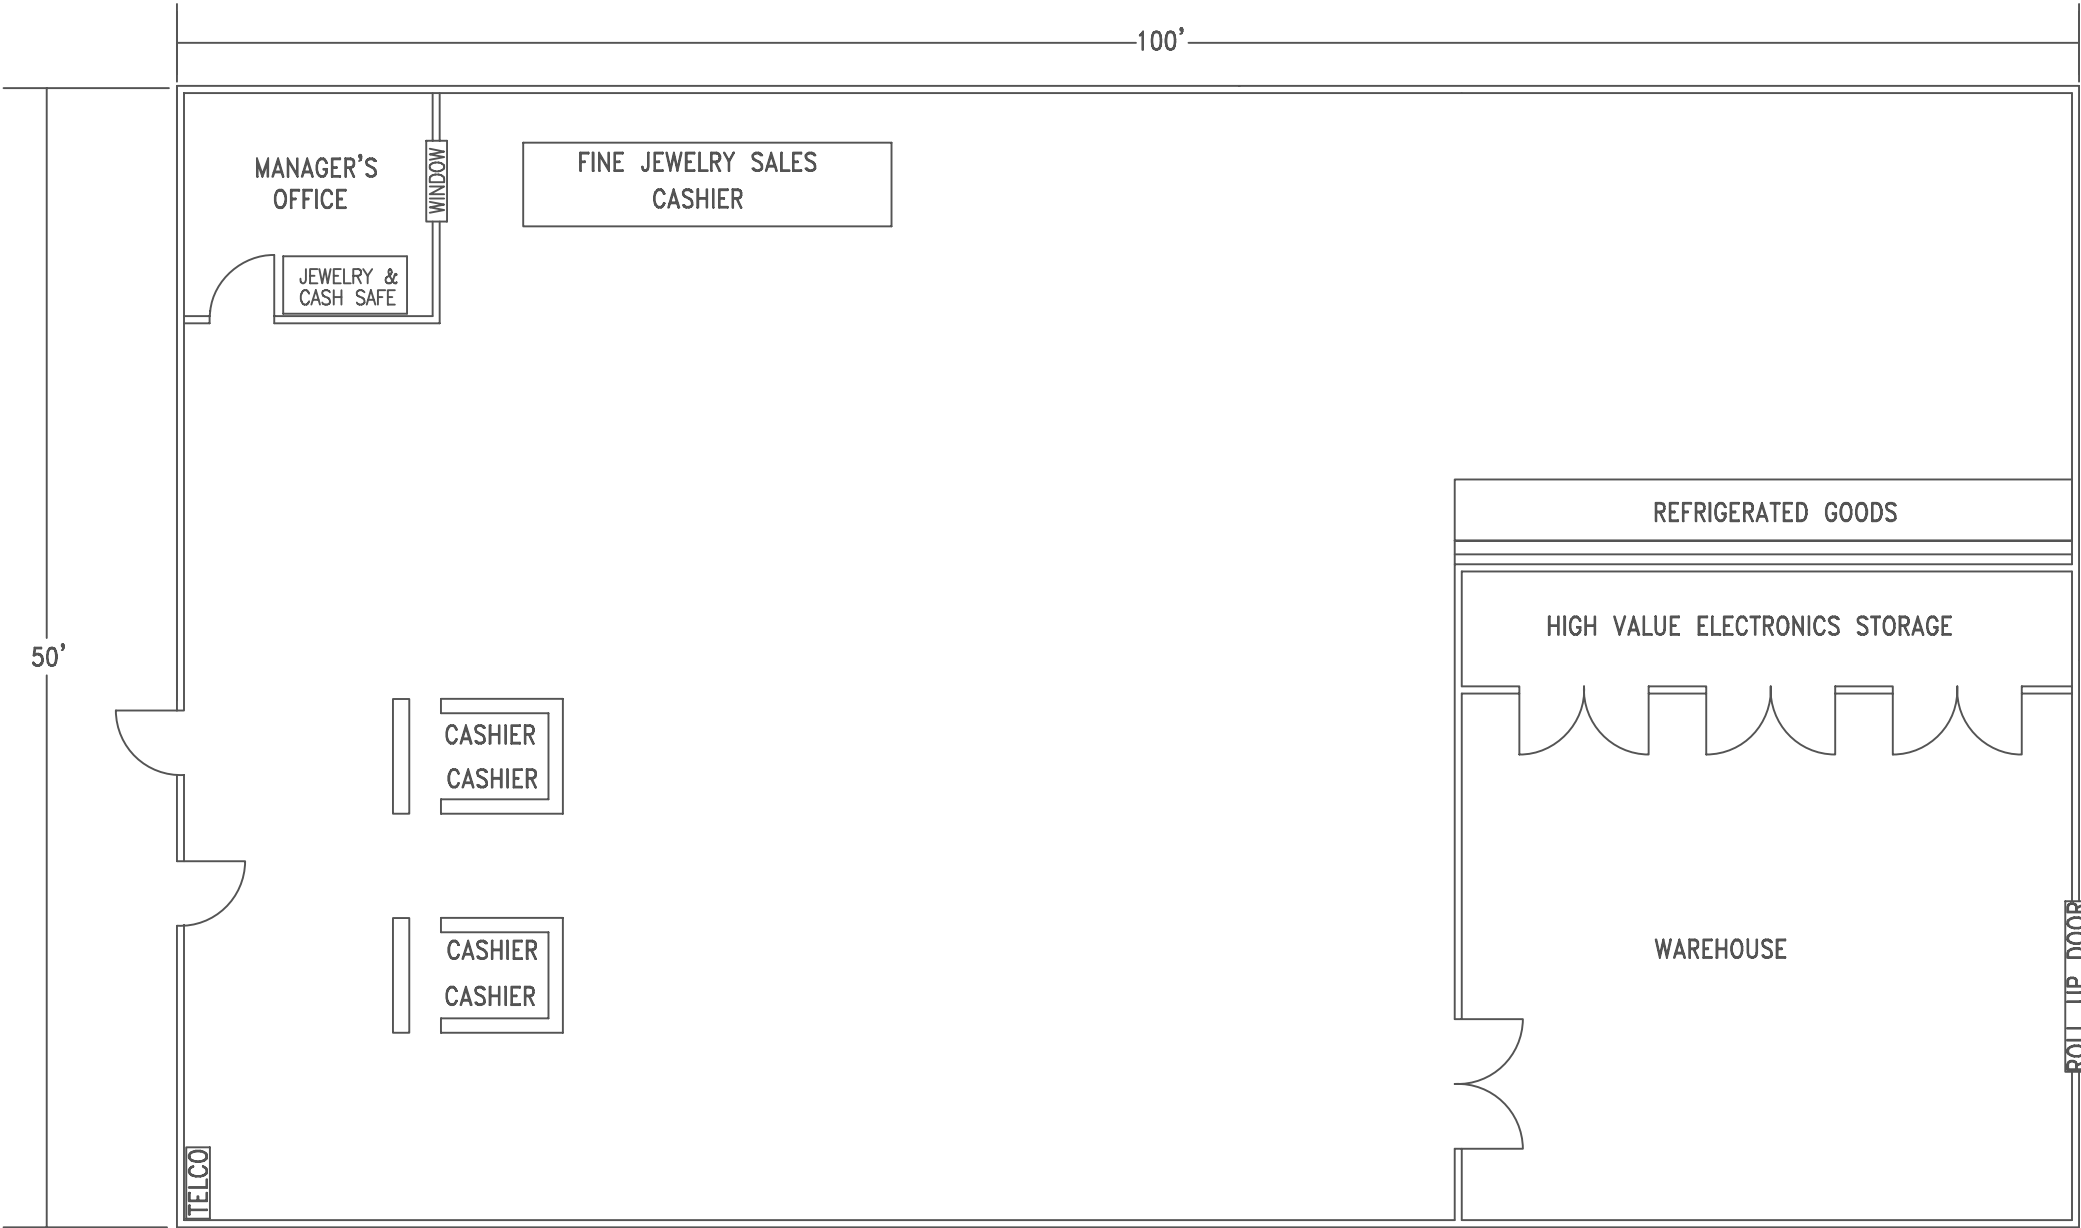 100'
MANAGER'S
OFFICE
WINDOW
FINE JEWELRY SALES
CASHIER
JEWELRY &
CASH SAFE
REFRIGERATED GOODS
HIGH VALUE ELECTRONICS STORAGE
50'
CASHIER
CASHIER
CASHIER
CASHIER
WAREHOUSE
ROLL UP DOOR
TELCO